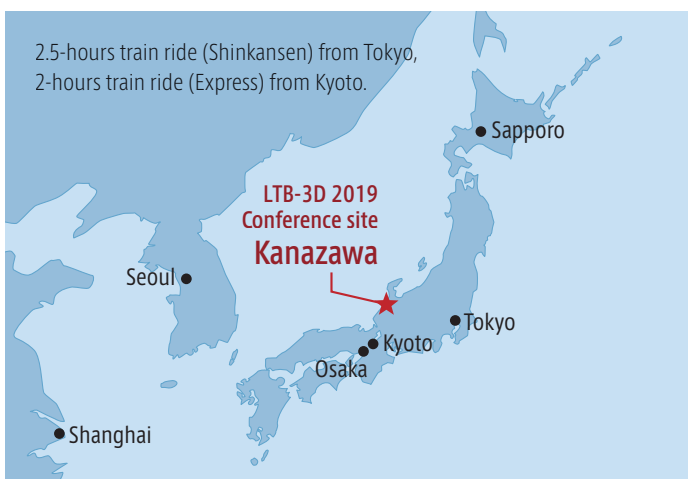 2.5-hours train ride (Shinkansen) from Tokyo,
2-hours train ride (Express) from Kyoto.
Sapporo
LTB-3D 2019
Conference site
Kanazawa
Seoul
Tokyo
Kyoto
Osaka
Shanghai